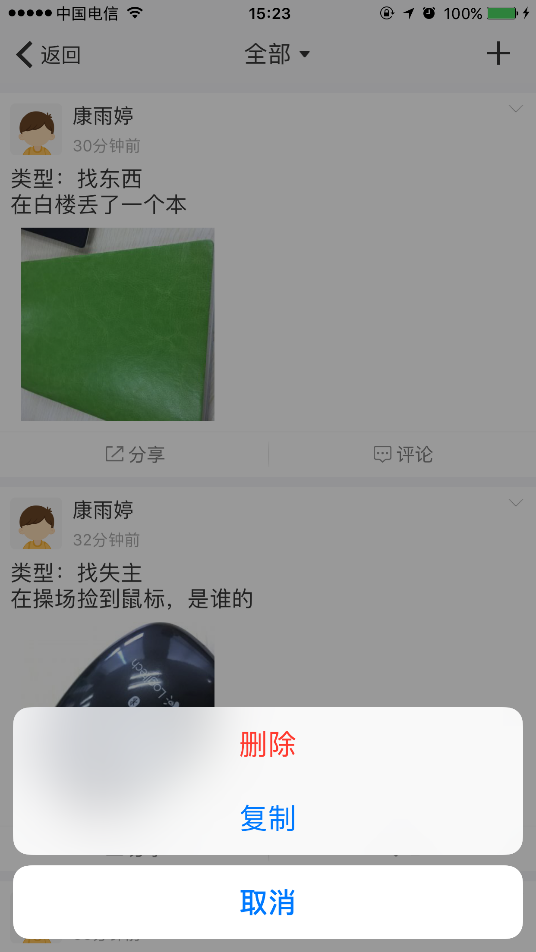 中国电信
15:23
100%
返回
全部
康雨婷
30分钟前
类型：找东西
在白楼丢了一个本
分享
评论
康雨婷
32分钟前
类型：找失主
在操场捡到鼠标，是谁的
Logitech
删除
复制
取消